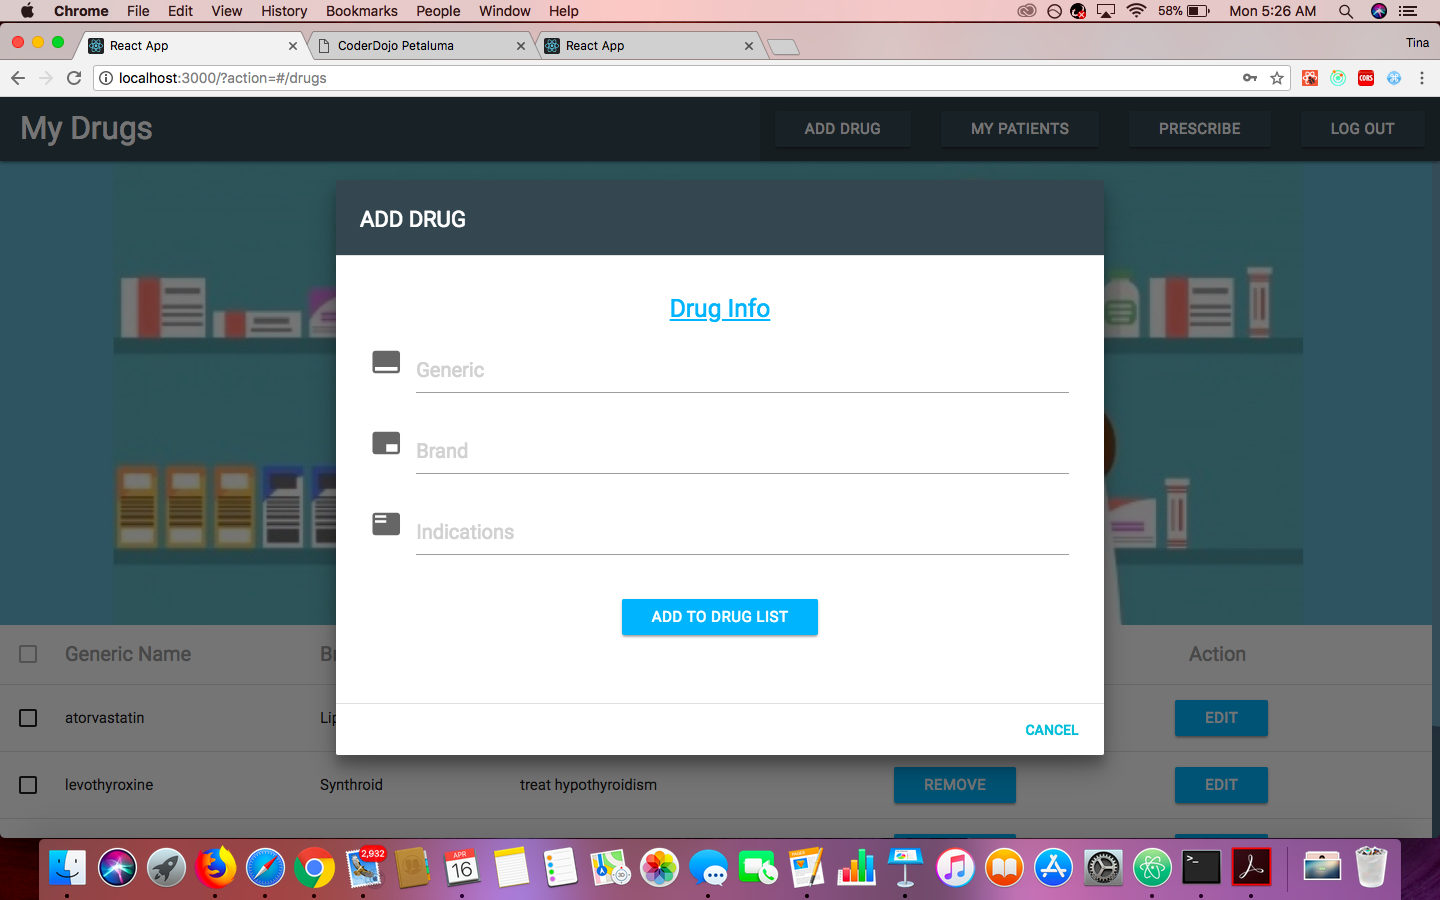 Chrome File Edit View History Bookmarks People Window Help 58% Mon 5:26 AM
React App CoderDojo Petaluma React App Tina
localhost:3000/?action=#/drugs CORS
My Drugs ADD DRUG MY PATIENTS PRESCRIBE LOG OUT
ADD DRUG
Drug Info
Generic
Brand
Indications
ADD TO DRUG LIST
CANCEL
Generic Name Action
atorvastatin EDIT
levothyroxine Synthroid treat hypothyroidism REMOVE EDIT
2,932
APR
16